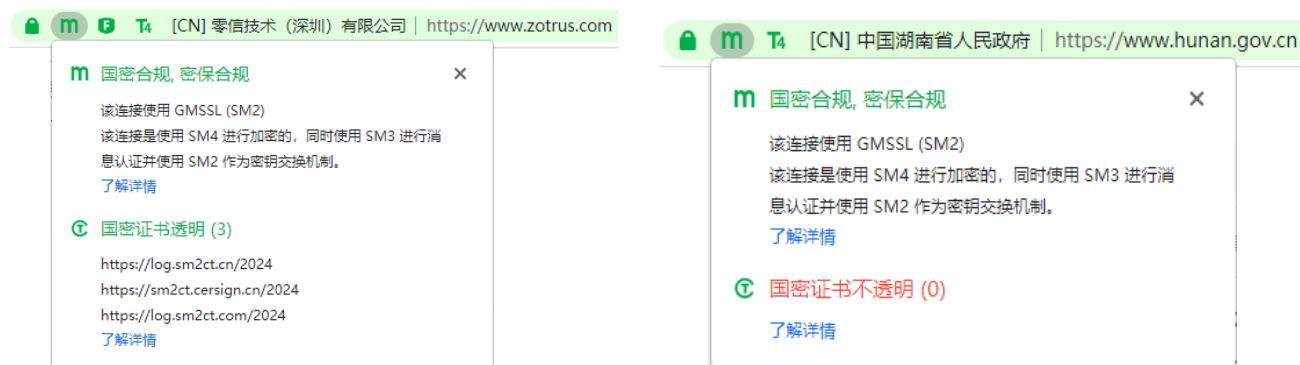 m T4 [CN] 零信技术（深圳）有限公司 | https://www.zotrus.com
m 国密合规, 密保合规
该连接使用 GMSSL (SM2)
该连接是使用 SM4 进行加密的，同时使用 SM3 进行消
息认证并使用 SM2 作为密钥交换机制。
了解详情
国密证书透明 (3)
https://log.sm2ct.cn/2024
https://sm2ct.cersign.cn/2024
https://log.sm2ct.com/2024
了解详情
m T4 [CN] 中国湖南省人民政府 | https://www.hunan.gov.cn
m 国密合规, 密保合规
该连接使用 GMSSL (SM2)
该连接是使用 SM4 进行加密的，同时使用 SM3 进行消
息认证并使用 SM2 作为密钥交换机制。
了解详情
国密证书不透明 (0)
了解详情